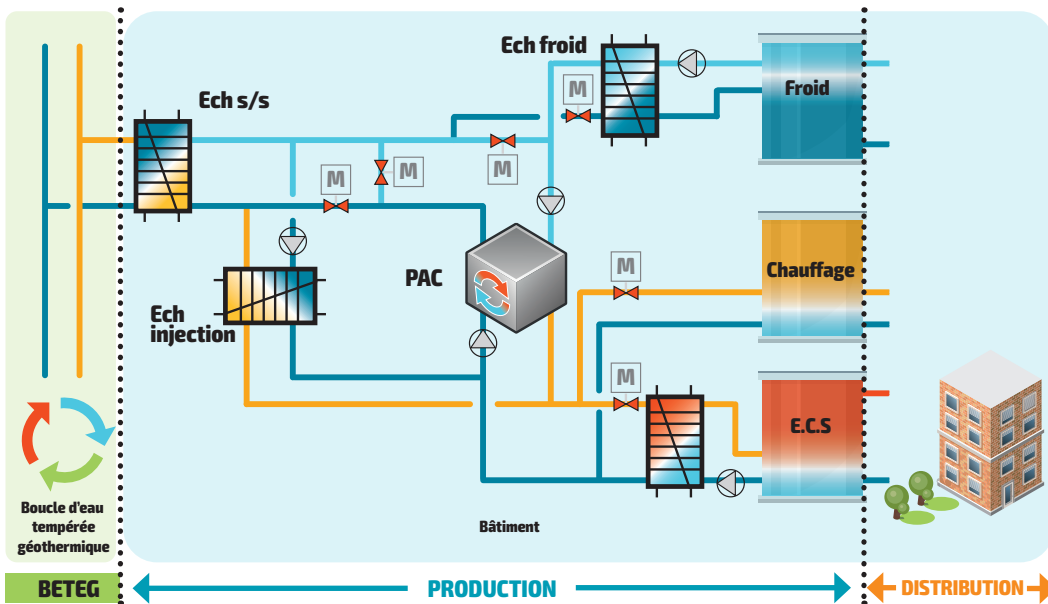 Ech froid
Froid
Ech s/s
M
M
M
M
PAC
Chauffage
M
Ech
injection
M
E.C.S
Boucle d'eau
tempérée
géothermique
Bâtiment
BETEG
PRODUCTION
DISTRIBUTION